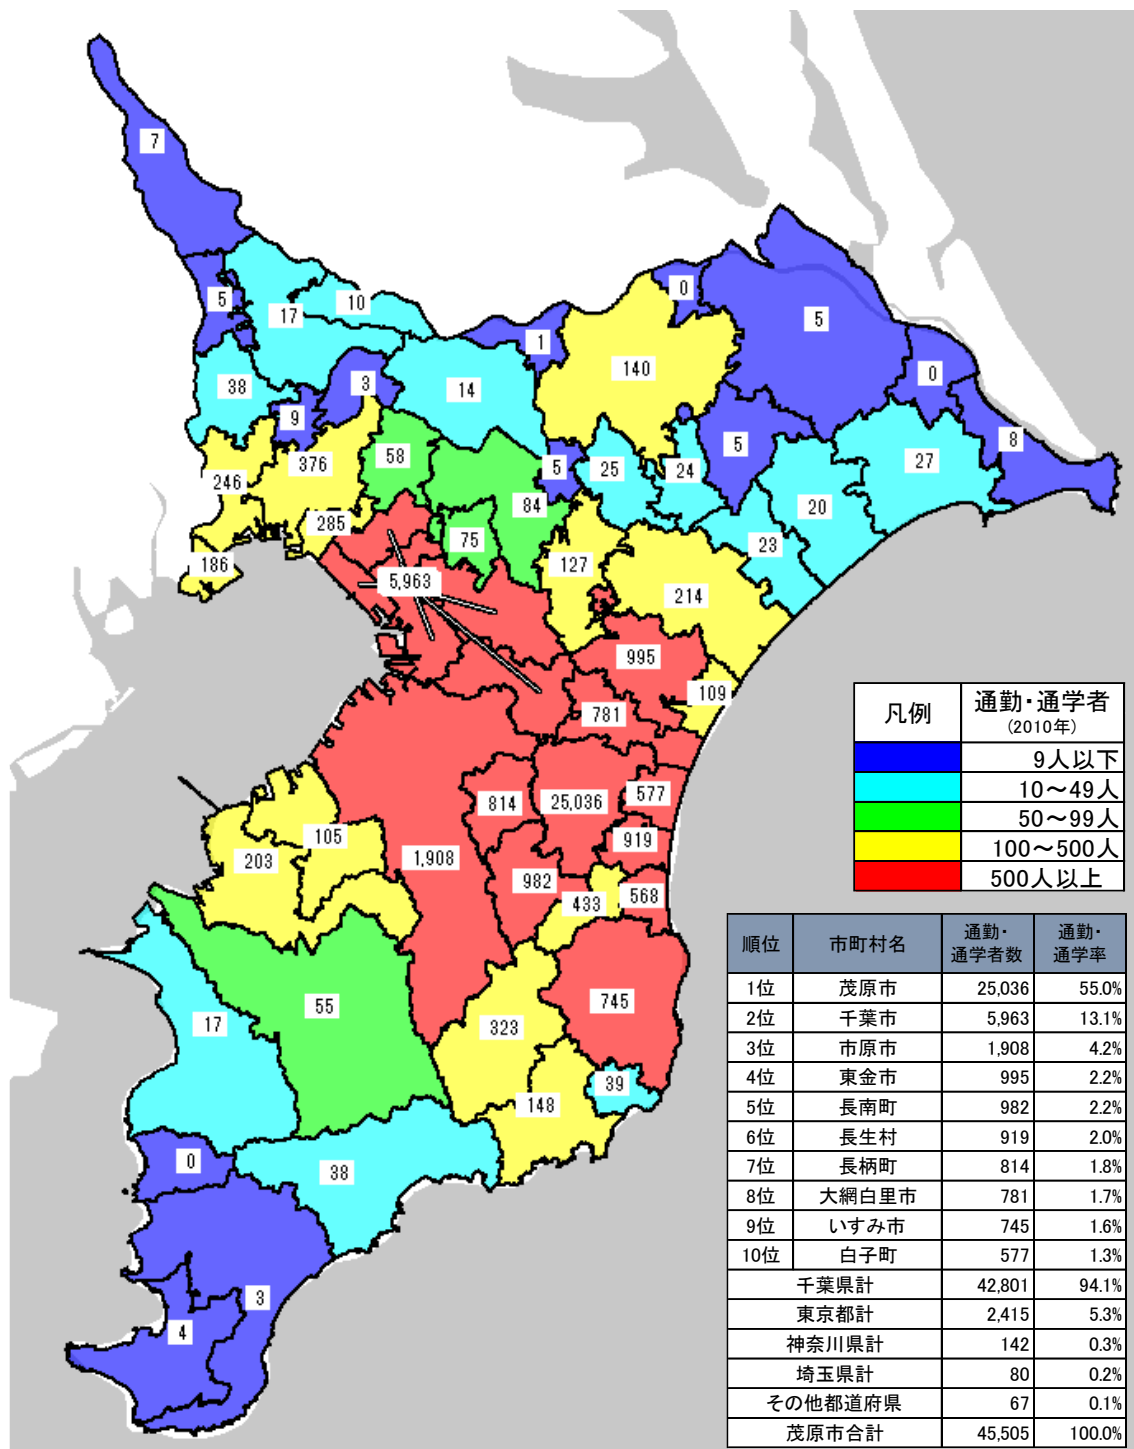 7
5
17
10
38
3
14
1
140
0
5
0
9
376
58
5
25
24
5
27
8
246
84
20
285
75
23
186
5,963
127
214
995
109
781
凡例 通勤・通学者
(2010年)
9人以下
10～49人
50～99人
100～500人
500人以上
814 25,036 577
105
203
1,908
919
982
433 568
745
55
17
323
39
148
0
38
3
4
順位 市町村名 通勤・通学者数 通勤・通学率
1位 茂原市 25,036 55.0%
2位 千葉市 5,963 13.1%
3位 市原市 1,908 4.2%
4位 東金市 995 2.2%
5位 長南町 982 2.2%
6位 長生村 919 2.0%
7位 長柄町 814 1.8%
8位 大網白里市 781 1.7%
9位 いすみ市 745 1.6%
10位 白子町 577 1.3%
千葉県計 42,801 94.1%
東京都計 2,415 5.3%
神奈川県計 142 0.3%
埼玉県計 80 0.2%
その他都道府県 67 0.1%
茂原市合計 45,505 100.0%